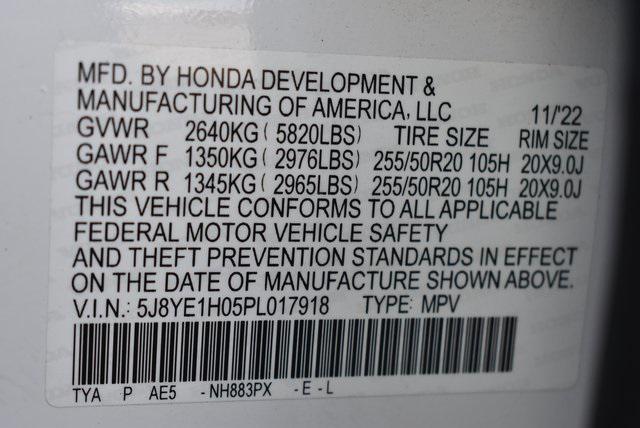 MFD. BY HONDA DEVELOPMENT &
MANUFACTURING OF AMERICA, LLC 11/'22
GVWR 2640KG ( 5820LBS) TIRE SIZE RIM SIZE
GAWR F 1350KG ( 2976LBS) 255/50R20 105H 20X9.0J
GAWR R 1345KG ( 2965LBS) 255/50R20 105H 20X9.0J
THIS VEHICLE CONFORMS TO ALL APPLICABLE
FEDERAL MOTOR VEHICLE SAFETY
AND THEFT PREVENTION STANDARDS IN EFFECT
ON THE DATE OF MANUFACTURE SHOWN ABOVE.
V.I.N.: 5J8YE1H05PL017918 TYPE: MPV
TYA P AE5 - NH883PX - E - L